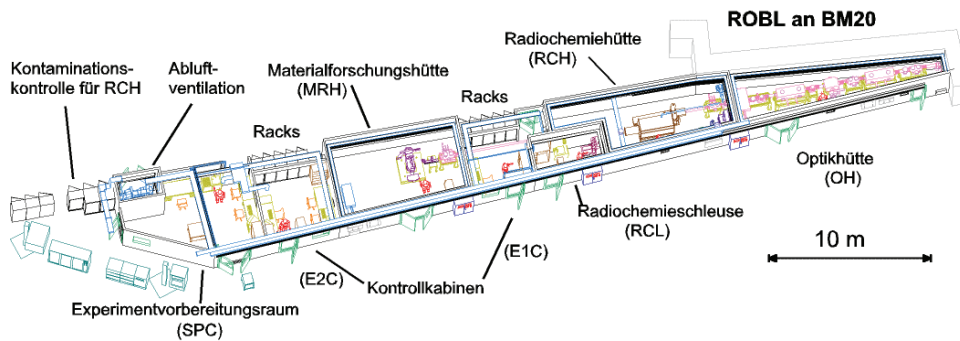 ROBL an BM20
Radiochemiehütte
(RCH)
Kontaminations-
kontrolle für RCH
Abluft-
ventilation
Materialforschungshütte
(MRH)
Racks
Racks
Optikhütte
(OH)
Radiochemieschleuse
(RCL)
10 m
(E1C)
(E2C)
Kontrollkabinen
Experimentvorbereitungsraum
(SPC)